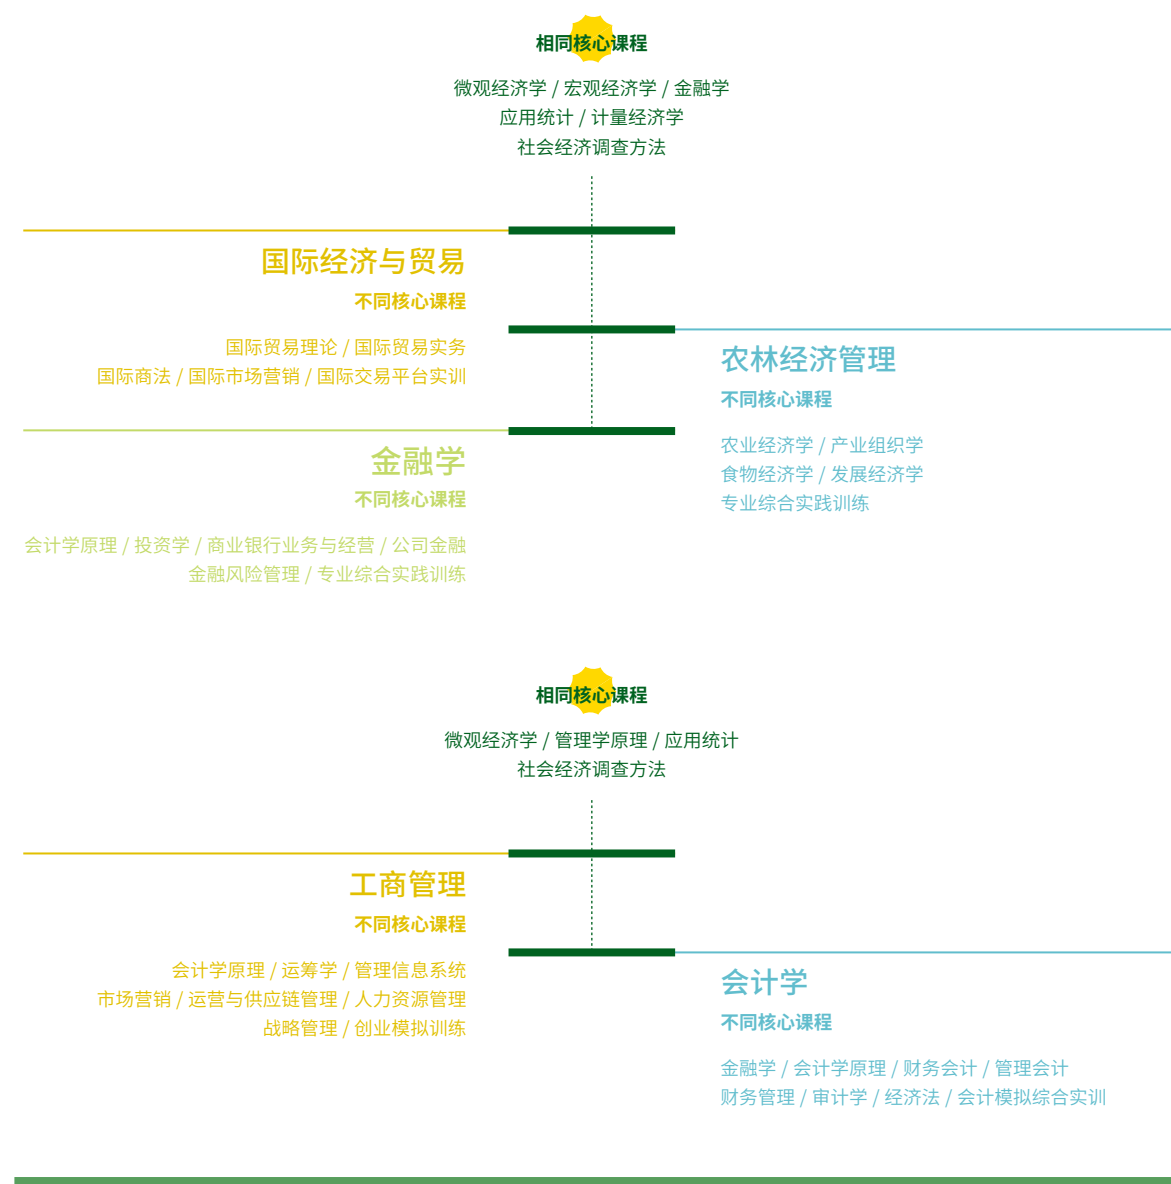 相同核心课程
微观经济学 / 宏观经济学 / 金融学
应用统计 / 计量经济学
社会经济调查方法
国际经济与贸易
不同核心课程
国际贸易理论 / 国际贸易实务
国际商法 / 国际市场营销 / 国际交易平台实训
农林经济管理
不同核心课程
农业经济学 / 产业组织学
食物经济学 / 发展经济学
专业综合实践训练
金融学
不同核心课程
会计学原理 / 投资学 / 商业银行业务与经营 / 公司金融
金融风险管理 / 专业综合实践训练
相同核心课程
微观经济学 / 管理学原理 / 应用统计
社会经济调查方法
工商管理
不同核心课程
会计学原理 / 运筹学 / 管理信息系统
市场营销 / 运营与供应链管理 / 人力资源管理
战略管理 / 创业模拟训练
会计学
不同核心课程
金融学 / 会计学原理 / 财务会计 / 管理会计
财务管理 / 审计学 / 经济法 / 会计模拟综合实训